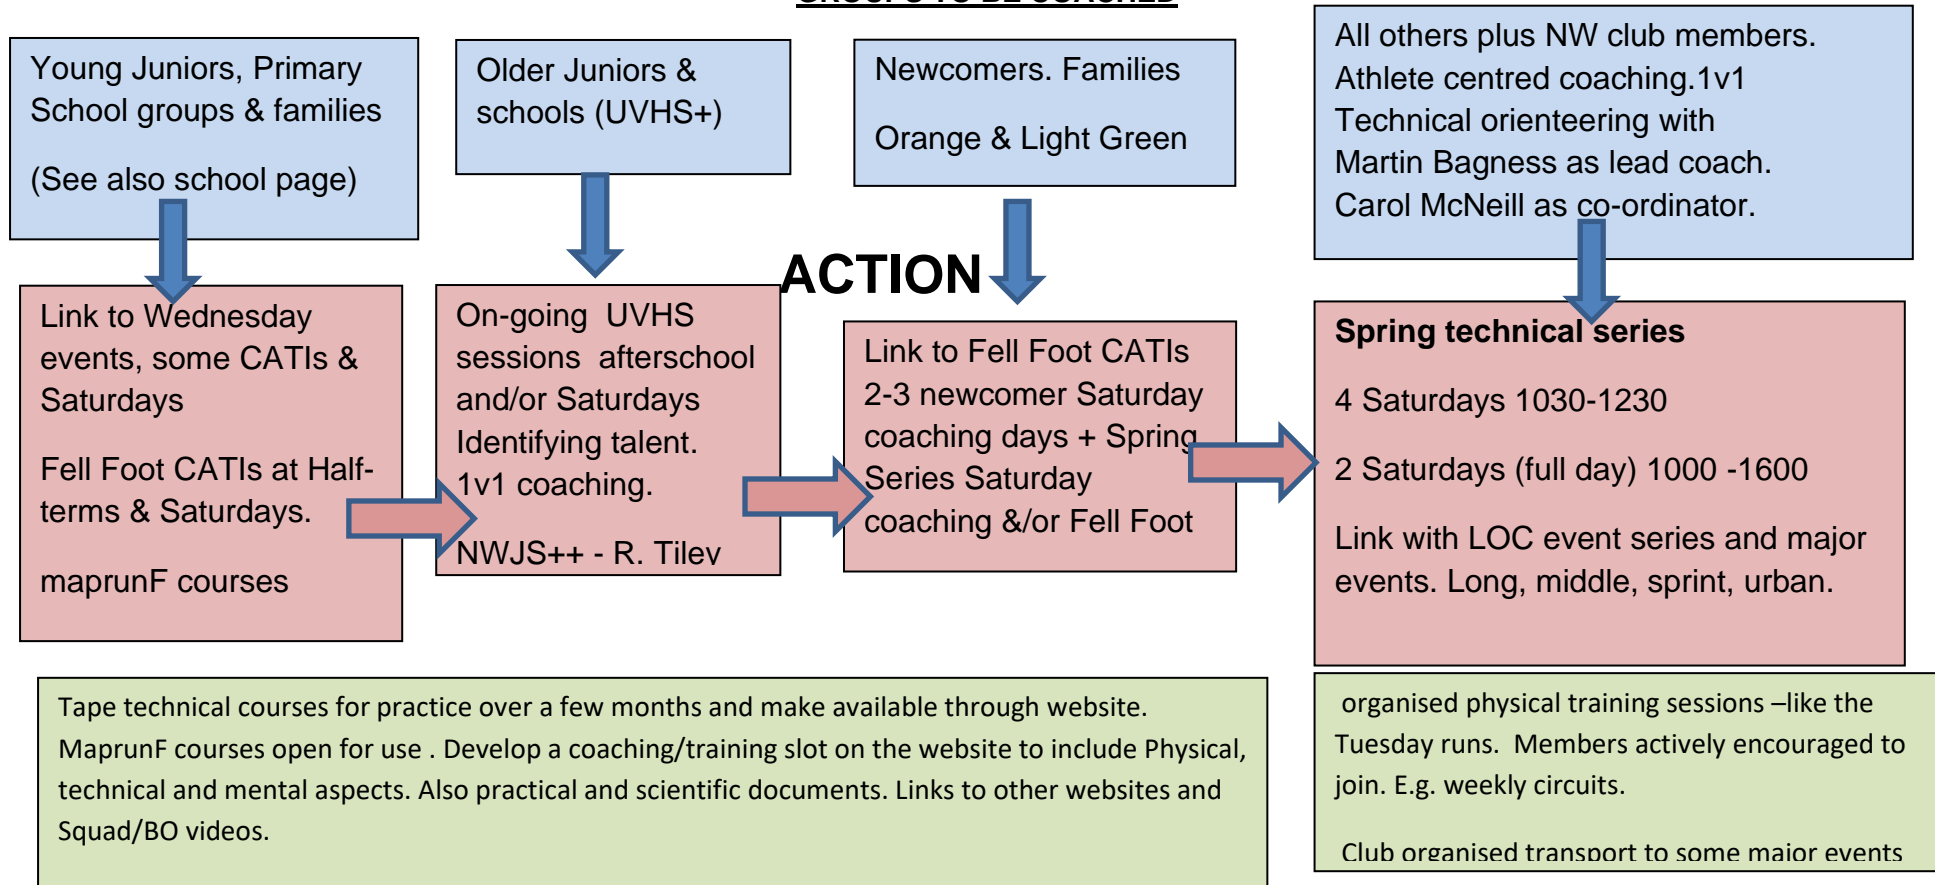 GROUPS TO BE COACHED
Young Juniors, Primary
School groups & families
(See also school page)
Older Juniors &
schools (UVHS+)
Newcomers. Families
Orange & Light Green
All others plus NW club members.
Athlete centred coaching.1v1
Technical orienteering with
Martin Bagness as lead coach.
Carol McNeill as co-ordinator.
ACTION
Link to Wednesday
events, some CATIs &
Saturdays
Fell Foot CATIs at Half-
terms & Saturdays.
maprunF courses
On-going UVHS
sessions afterschool
and/or Saturdays
Identifying talent.
1v1 coaching.
NWJS++ - R. Tiley
Link to Fell Foot CATIs
2-3 newcomer Saturday
coaching days + Spring
Series Saturday
coaching &/or Fell Foot
Spring technical series
4 Saturdays 1030-1230
2 Saturdays (full day) 1000 -1600
Link with LOC event series and major
events. Long, middle, sprint, urban.
Tape technical courses for practice over a few months and make available through website.
MaprunF courses open for use . Develop a coaching/training slot on the website to include Physical,
technical and mental aspects. Also practical and scientific documents. Links to other websites and
Squad/BO videos.
organised physical training sessions –like the
Tuesday runs. Members actively encouraged to
join. E.g. weekly circuits.
Club organised transport to some major events